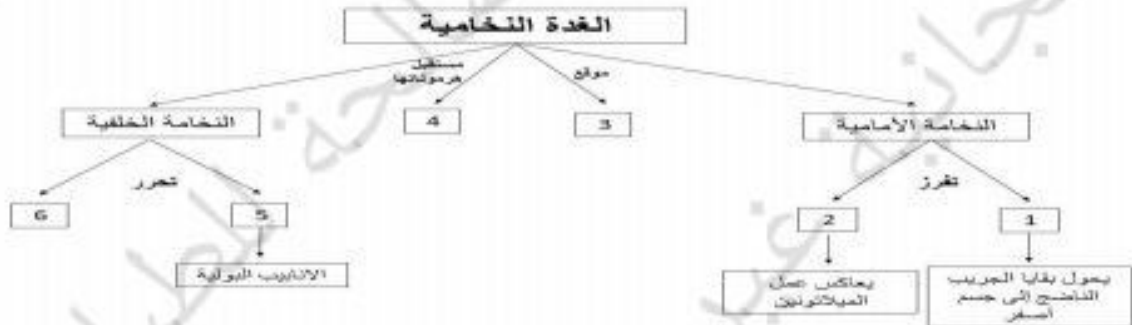 الغدة النخامية
مستقبل
هرموناتها
موقع
النخامة الأمامية
3
4
النخامة الخلفية
تفرز
تحرر
1
2
5
6
يحول بقايا الجريب
الناضج إلى جسم
أصفر
يعاكس عمل
الميلاتونين
الانابيب البولية